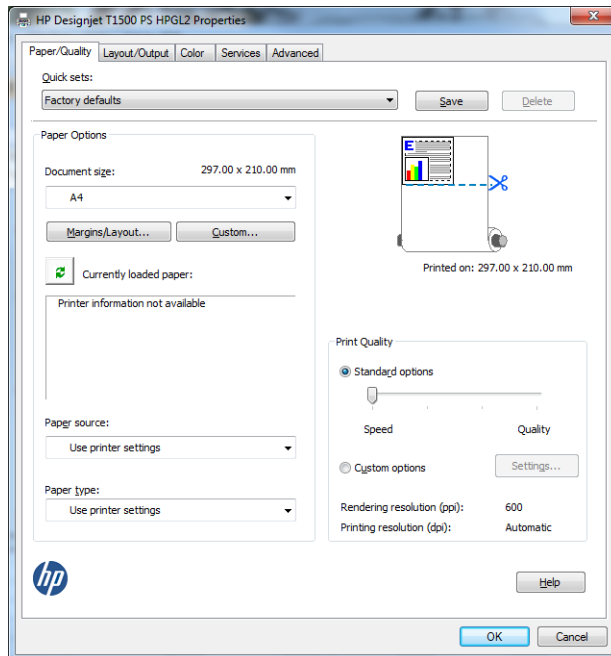 HP Designjet T1500 PS HPGL2 Properties
Paper/Quality Layout/Output Color Services Advanced
Quick sets:
Factory defaults
Save
Delete
Paper Options
Document size:
297.00 x 210.00 mm
A4
Margins/Layout...
Custom...
Currently loaded paper:
Printer information not available
Paper source:
Use printer settings
Paper type:
Use printer settings
E
Printed on: 297.00 x 210.00 mm
Print Quality
Standard options
Speed
Quality
Custom options
Settings...
Rendering resolution (ppi): 600
Printing resolution (dpi): Automatic
hp
Help
OK
Cancel